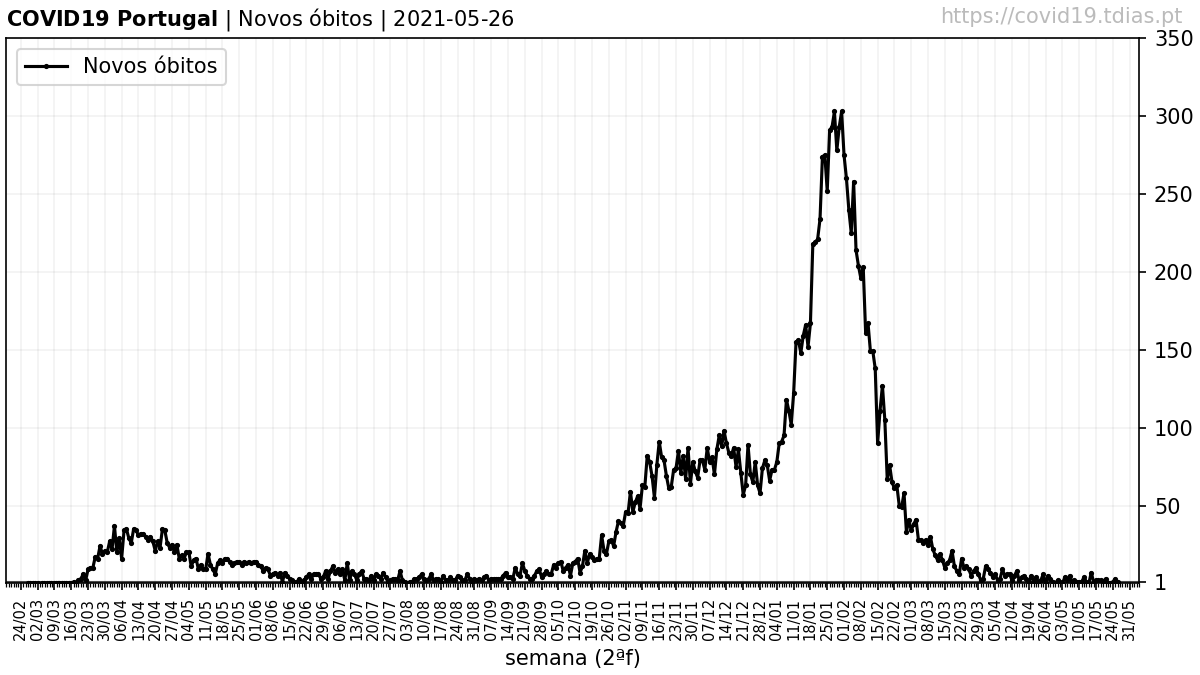 COVID19 Portugal | Novos óbitos | 2021-05-26
https://covid19.tdias.pt
Novos óbitos
350
300
250
200
150
100
50
1
24/02 02/03 09/03 16/03 23/03 30/03 06/04 13/04 20/04 27/04 04/05 11/05 18/05 25/05 01/06 08/06 15/06 22/06 29/06 06/07 13/07 20/07 27/07 03/08 10/08 17/08 24/08 31/08 07/09 14/09 21/09 28/09 05/10 12/10 19/10 26/10 02/11 09/11 16/11 23/11 30/11 07/12 14/12 21/12 28/12 04/01 11/01 18/01 25/01 01/02 08/02 15/02 22/02 01/03 08/03 15/03 22/03 29/03 05/04 12/04 19/04 26/04 03/05 10/05 17/05 24/05 31/05
semana (2ªf)